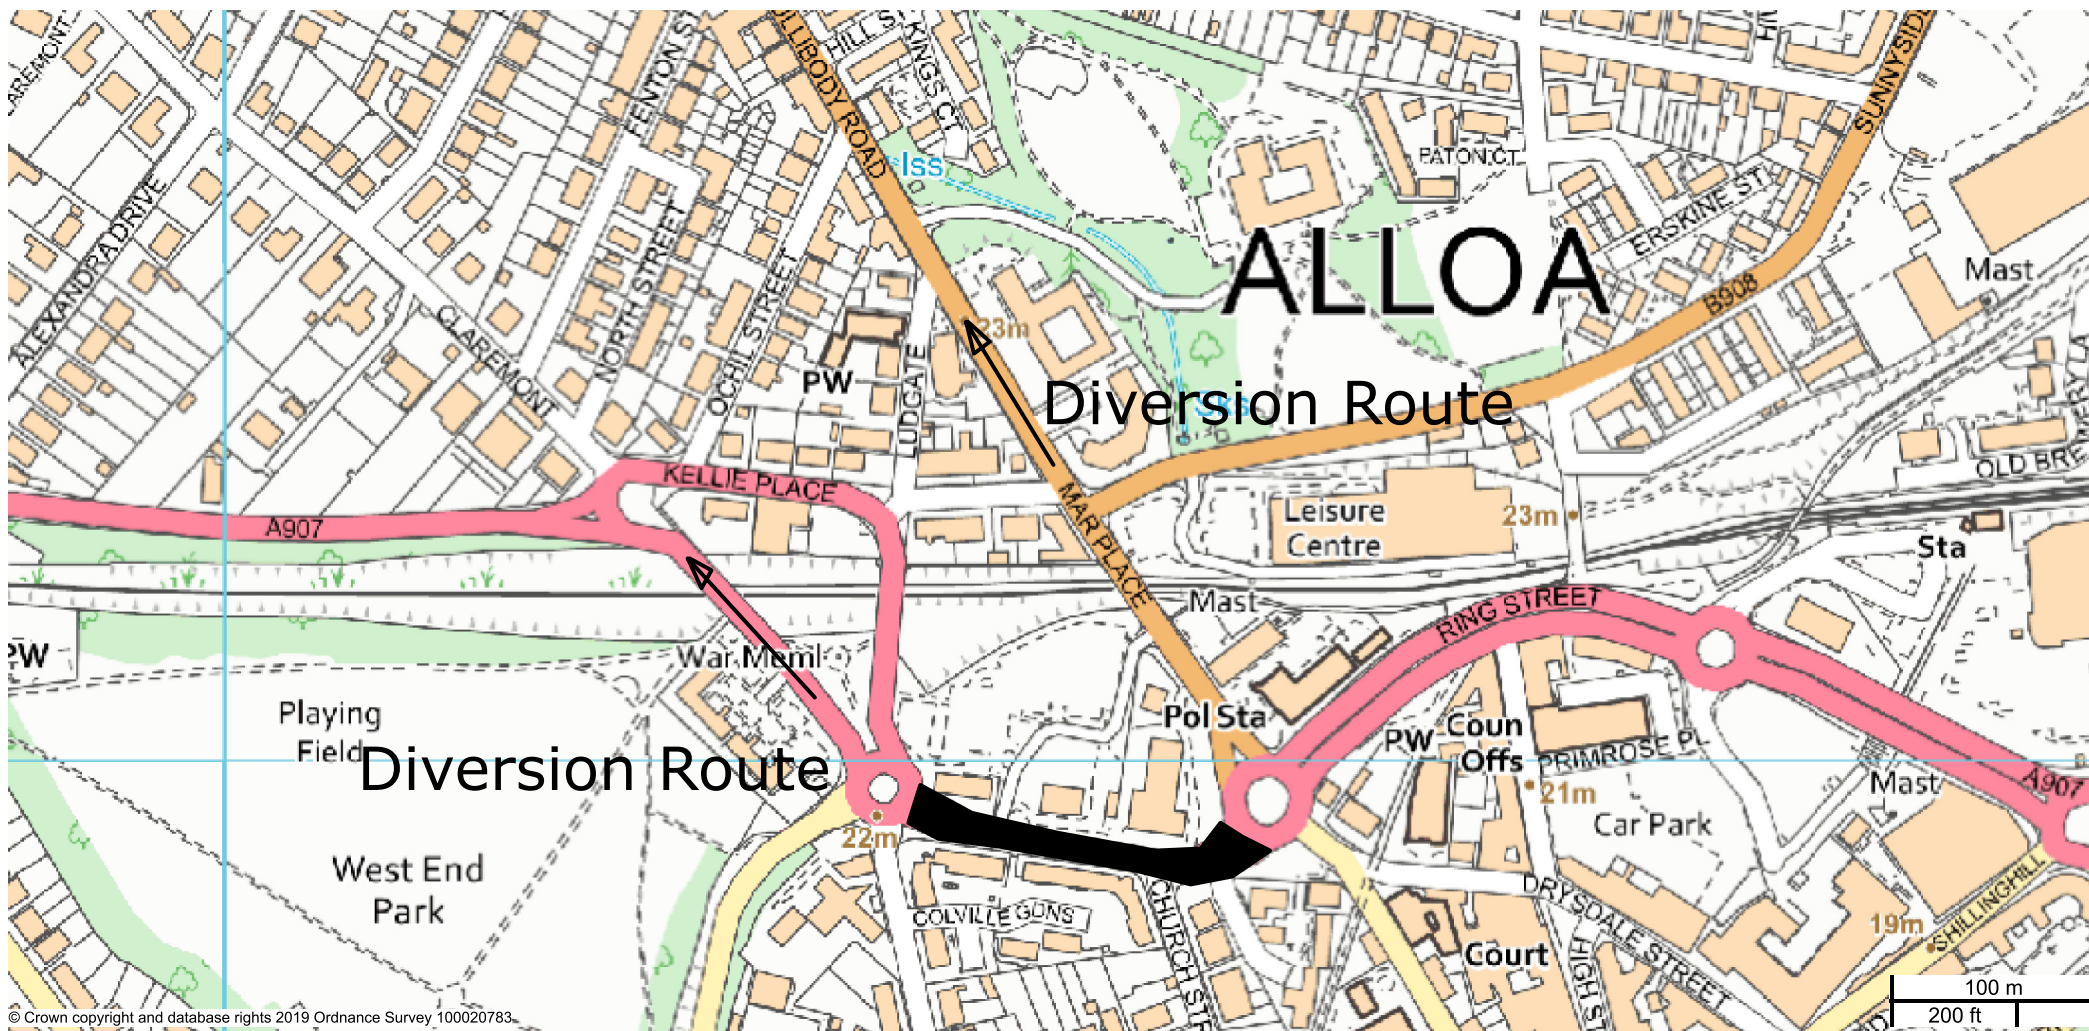 FENTON ST
HILL S
KINGS CT
SUNNYSIDE
LLIBODY ROAD
PATON CT
Iss
ERSKINE ST
ALEXANDRA DRIVE
NORTH STREET
OCHIL STREET
ALLOA
Mast
B908
CLAREMONT
23m
PW
LUDGATE
Diversion Route
KELLIE PLACE
MAR PLACE
Leisure
Centre
23m
OLD BRE
A907
Sta
Mast
RING STREET
War Meml
PW
Playing
Field
Pol Sta
PW
Coun
Offs
PRIMROSE PL
Diversion Route
21m
Mast
A907
22m
Car Park
West End
Park
COLVILLE GDNS
CHURCH STR
DRYSDALE STREET
HIGH ST
Court
19m
SHILLINGHILL
100 m
200 ft
© Crown copyright and database rights 2019 Ordnance Survey 100020783